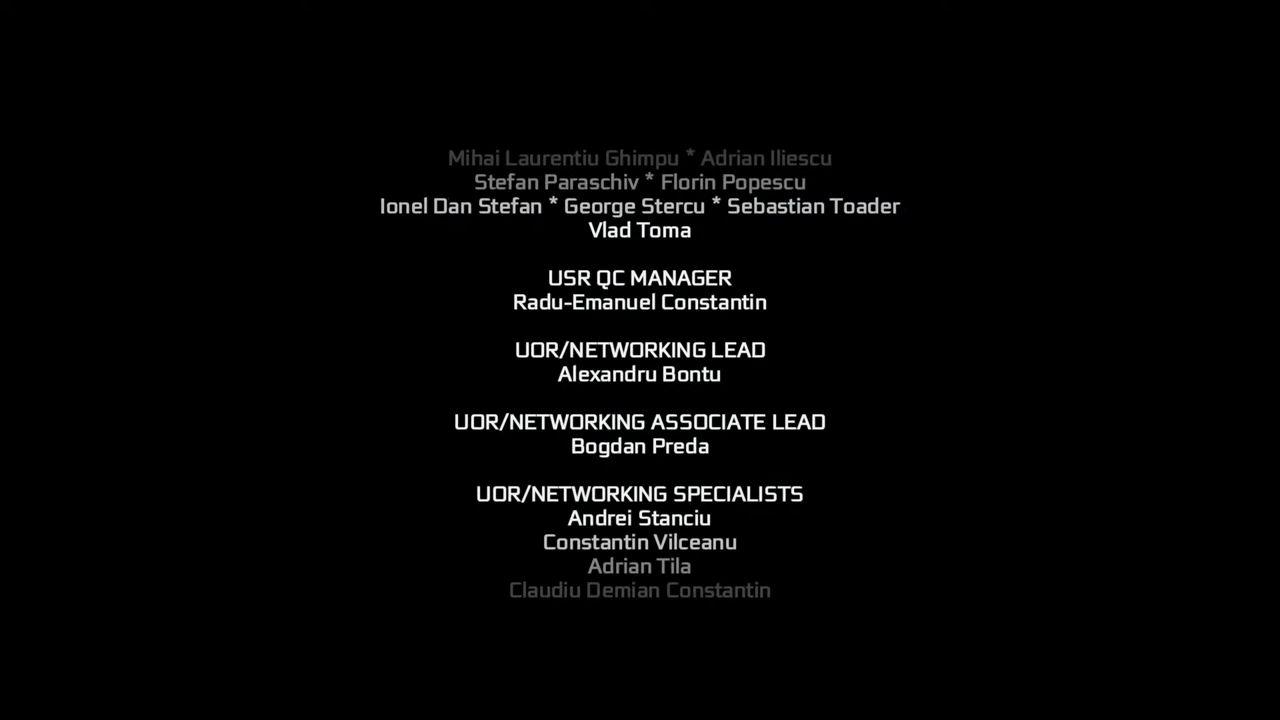 Mihai Laurentiu Ghimpu * Adrian Iliescu
Stefan Paraschiv * Florin Popescu
Ionel Dan Stefan * George Stercu * Sebastian Toader
Vlad Toma
USR QC MANAGER
Radu-Emanuel Constantin
UOR/NETWORKING LEAD
Alexandru Bontu
UOR/NETWORKING ASSOCIATE LEAD
Bogdan Preda
UOR/NETWORKING SPECIALISTS
Andrei Stanciu
Constantin Vilceanu
Adrian Tila
Claudiu Demian Constantin